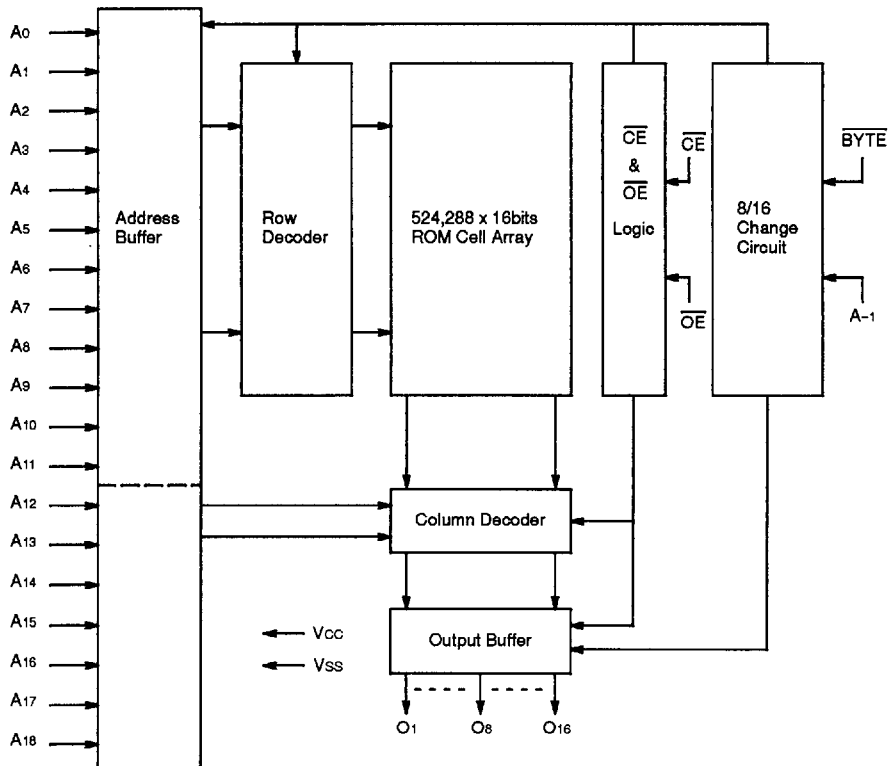 A0
A1
A2
A3
A4
A5
A6
A7
A8
A9
A10
A11
A12
A13
A14
A15
A16
A17
A18
Address
Buffer
Row
Decoder
524,288 x 16bits
ROM Cell Array
CE
&
OE
Logic
CE
OE
8/16
Change
Circuit
BYTE
A-1
Column Decoder
Output Buffer
VCC
VSS
O1
O8
O16